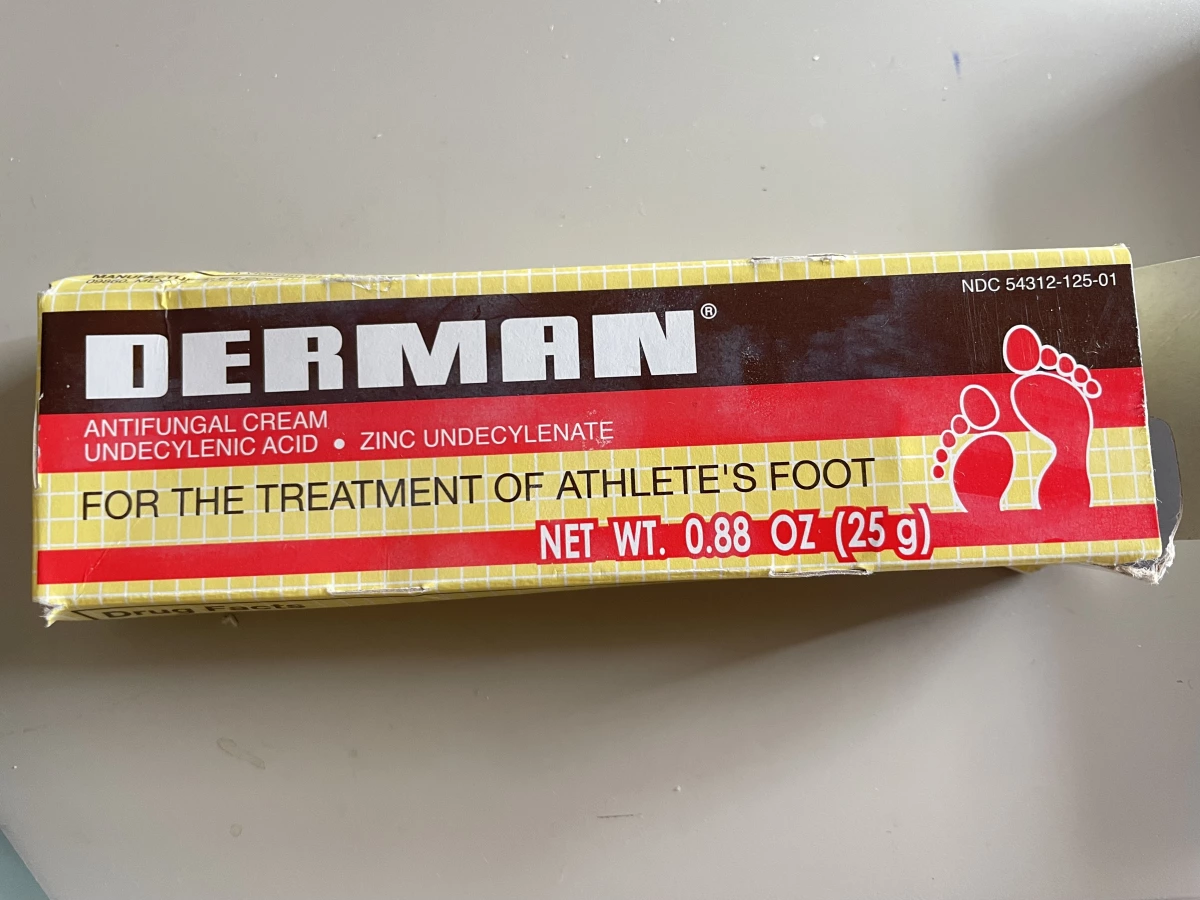 MANUFACTU
NDC 54312-125-01
DERMAN®
ANTIFUNGAL CREAM
UNDECYLENIC ACID • ZINC UNDECYLENATE
FOR THE TREATMENT OF ATHLETE'S FOOT
NET WT. 0.88 OZ (25 g)
Drug Facts